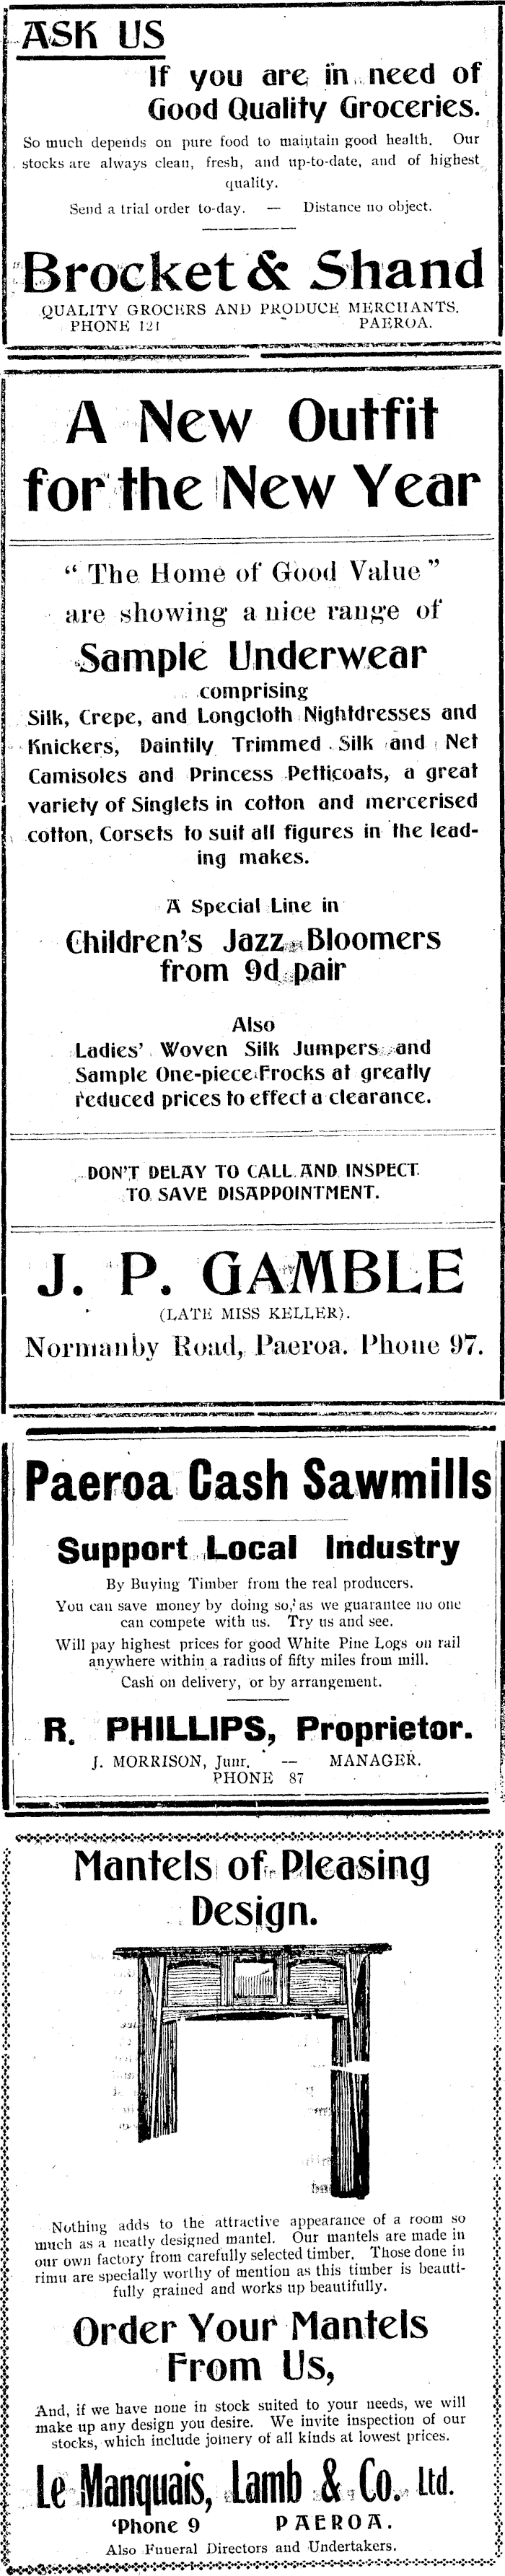 ASK US
If you are in need of
Good Quality Groceries.
So much depends on pure food to maintain good health. Our
stocks are always clean, fresh, and up-to-date, and of highest
quality.
Send a trial order to-day. — Distance no object.
Brocket & Shand
QUALITY GROCERS AND PRODUCE MERCHANTS.
PHONE 121 PAEROA.
A New Outfit
for the New Year
"The Home of Good Value"
are showing a nice range of
Sample Underwear
comprising
Silk, Crepe, and Longcloth Nightdresses and
Knickers, Daintily Trimmed Silk and Net
Camisoles and Princess Petticoats, a great
variety of Singlets in cotton and mercerised
cotton, Corsets to suit all figures in the lead-
ing makes.
A Special Line in
Children's Jazz Bloomers
from 9d pair
Also
Ladies' Woven Silk Jumpers and
Sample One-piece Frocks at greatly
reduced prices to effect a clearance.
DON'T DELAY TO CALL AND INSPECT
TO SAVE DISAPPOINTMENT.
J. P. GAMBLE
(LATE MISS KELLER).
Normanby Road, Paeroa. Phone 97.
Paeroa Cash Sawmills
Support Local Industry
By Buying Timber from the real producers.
You can save money by doing so, as we guarantee no one
can compete with us. Try us and see.
Will pay highest prices for good White Pine Logs on rail
anywhere within a radius of fifty miles from mill.
Cash on delivery, or by arrangement.
R. PHILLIPS, Proprietor.
J. MORRISON, Junr. — MANAGER.
PHONE 87
Mantels of Pleasing
Design.
Nothing adds to the attractive appearance of a room so
much as a neatly designed mantel. Our mantels are made in
our own factory from carefully selected timber. Those done in
rimu are specially worthy of mention as this timber is beauti-
fully grained and works up beautifully.
Order Your Mantels
From Us,
And, if we have none in stock suited to your needs, we will
make up any design you desire. We invite inspection of our
stocks, which include joinery of all kinds at lowest prices.
Le Manquais, Lamb & Co. Ltd.
'Phone 9 PAEROA.
Also Funeral Directors and Undertakers.